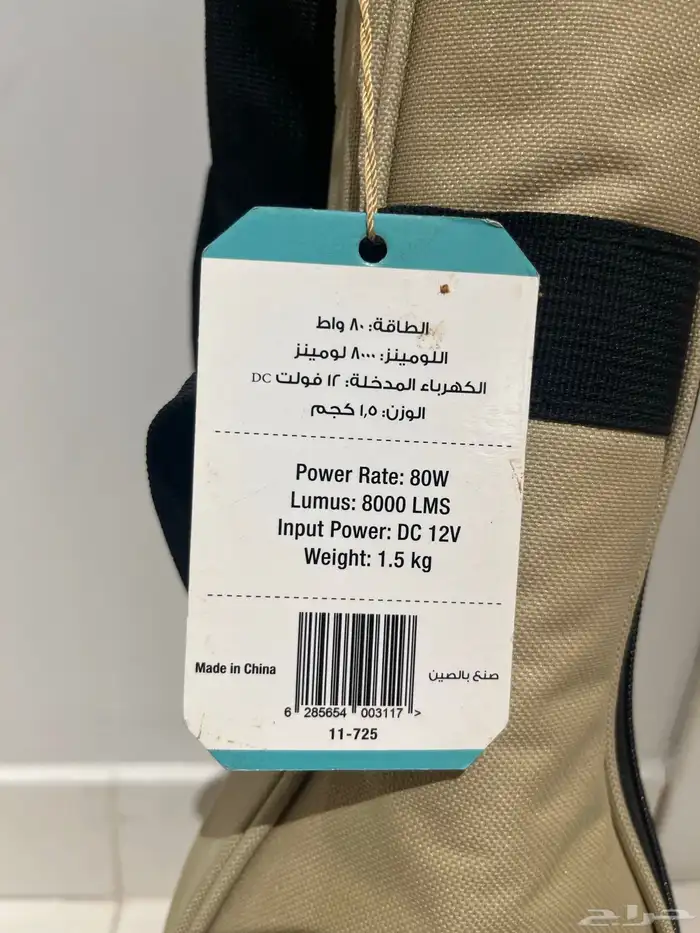 الطاقة: ٨٠ واط
اللومينز: ٨٠٠٠ لومينز
الكهرباء المدخلة: ١٢ فولت DC
الوزن: ١,٥ كجم
Power Rate: 80W
Lumus: 8000 LMS
Input Power: DC 12V
Weight: 1.5 kg
Made in China
صنع بالصين
6 285654 003117 >
11-725
حراج